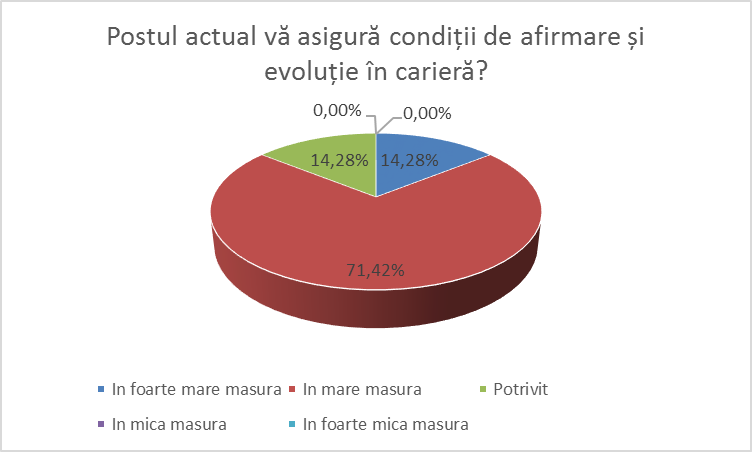 Postul actual vă asigură condiții de afirmare și
evoluție în carieră?
0,00%
0,00%
14,28%
14,28%
71,42%
In foarte mare masura
In mare masura
Potrivit
In mica masura
In foarte mica masura